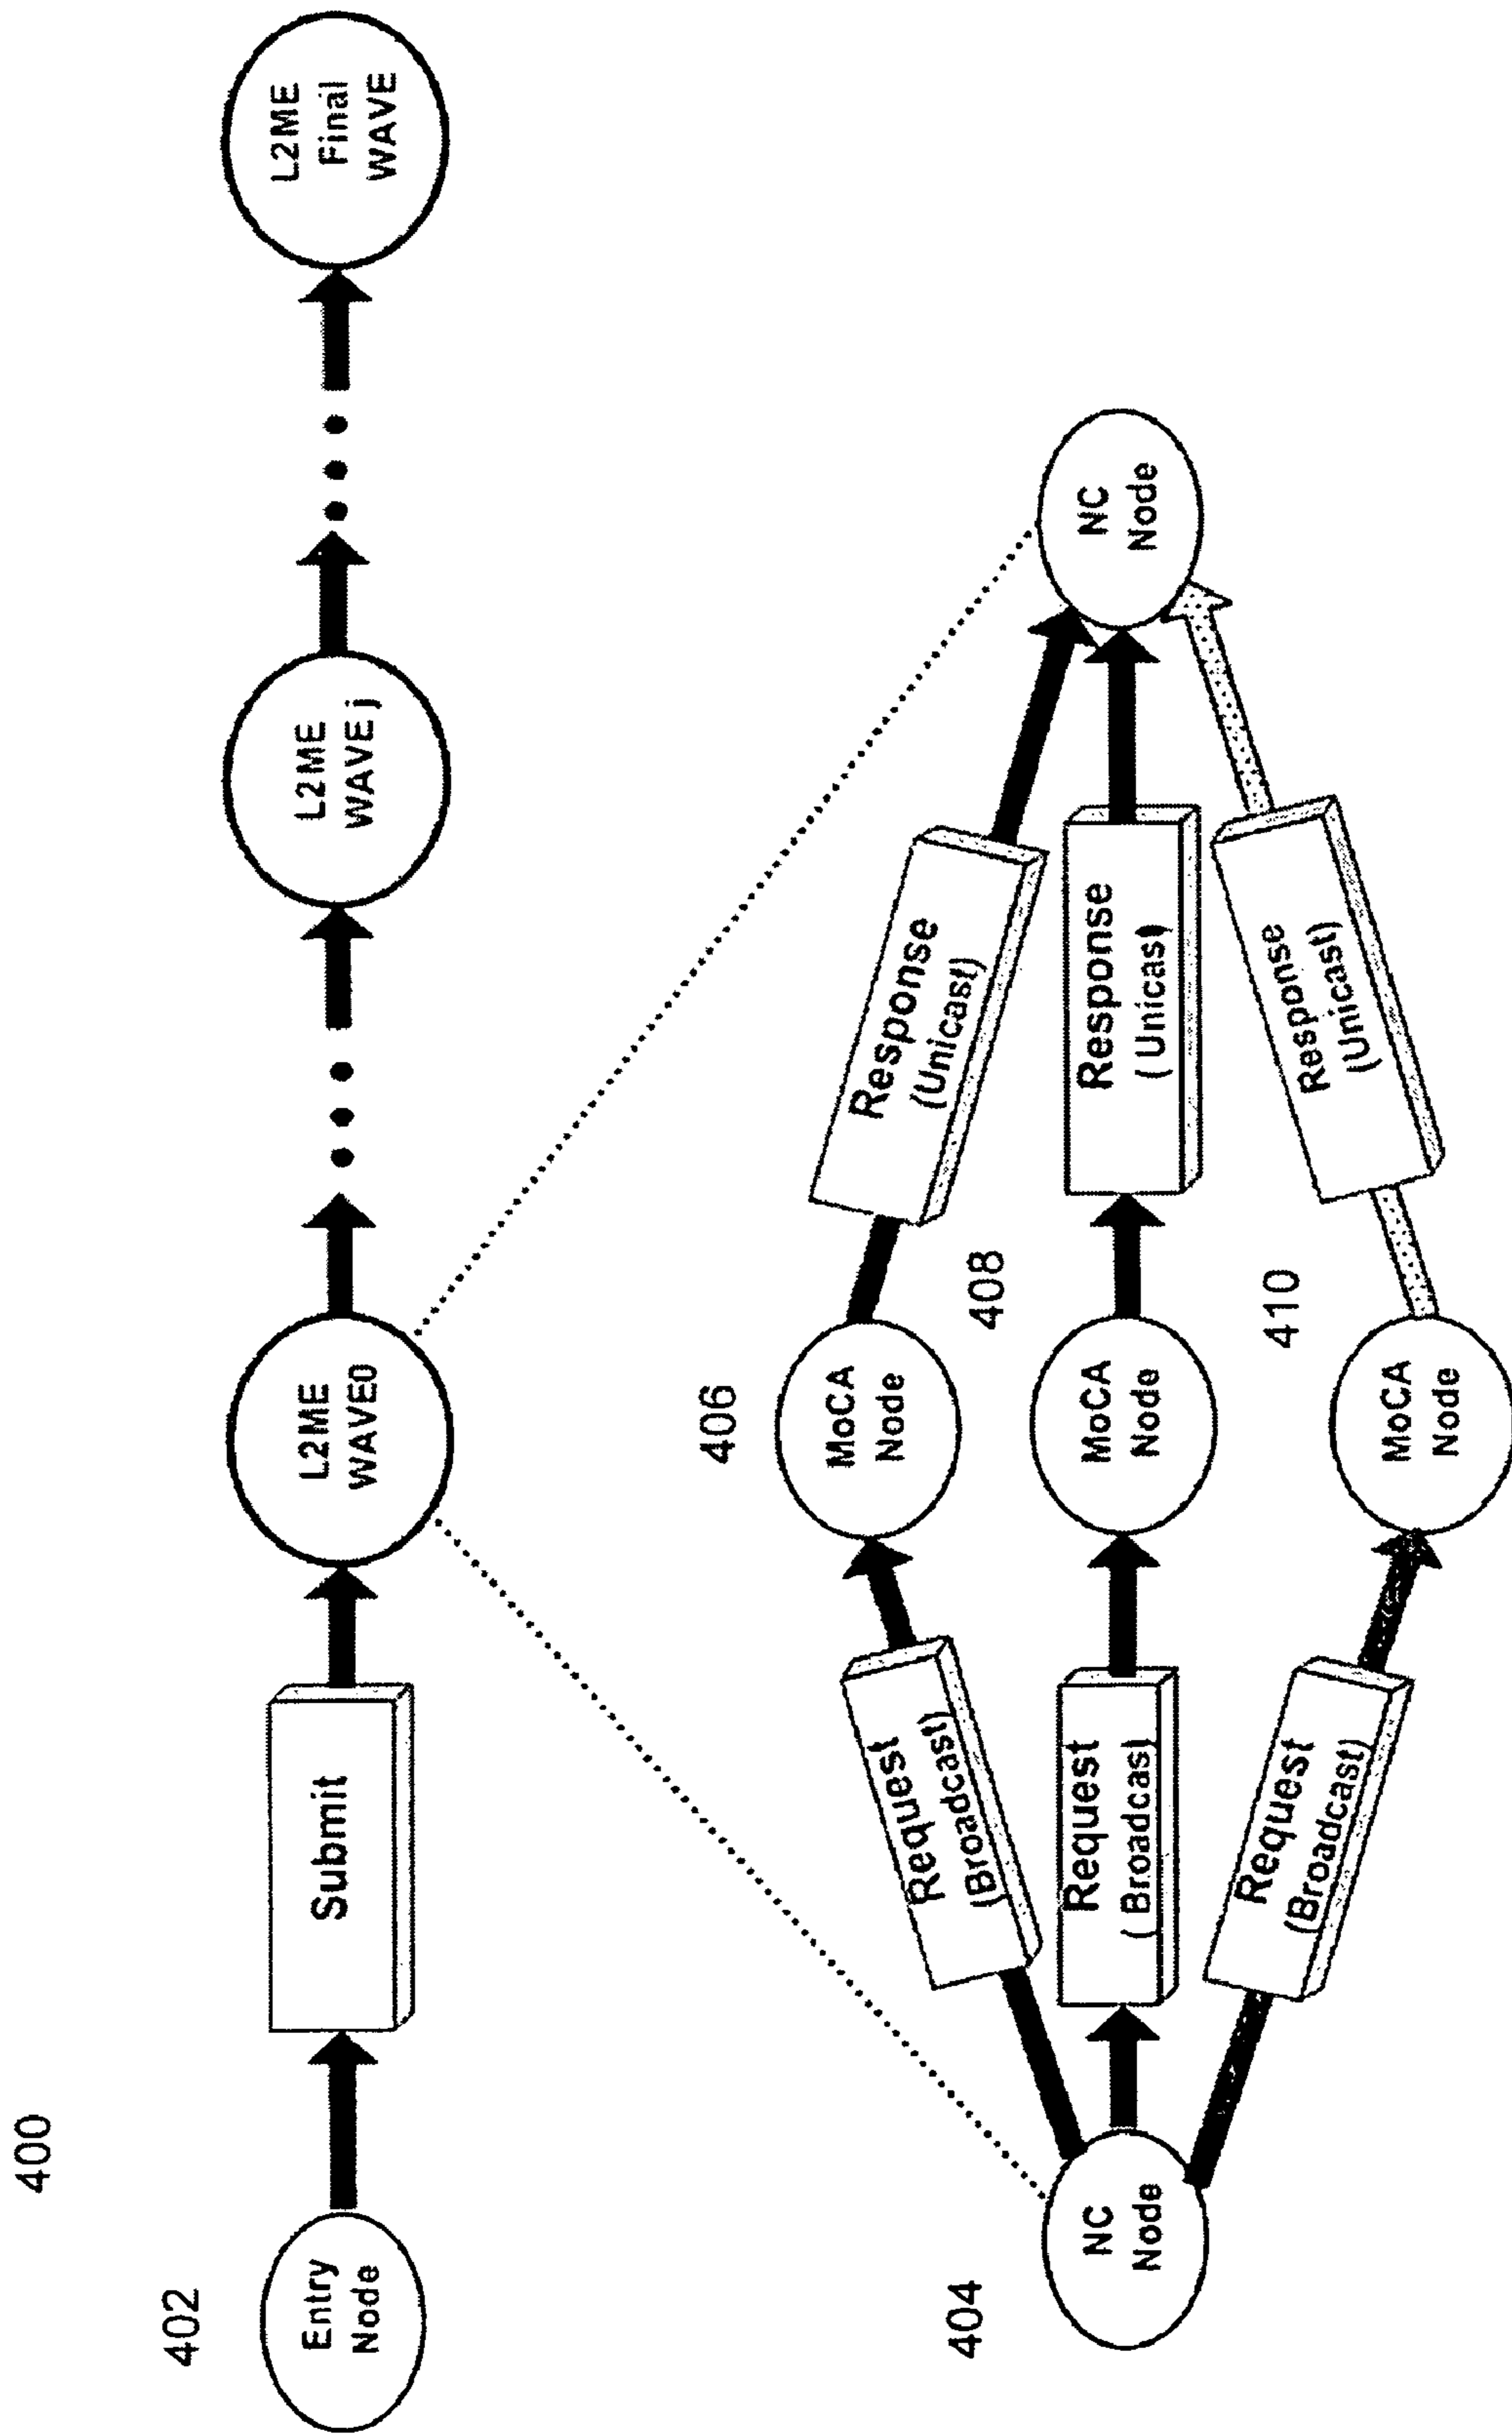 400
402
Entry
Node
Submit
L2ME
WAVE0
L2ME
WAVE j
L2ME
Final
WAVE
404
NC
Node
Request
(Broadcast)
406
MoCA
Node
Response
(Unicast)
Request
(Broadcast)
MoCA
Node
408
Response
(Unicast)
Request
(Broadcast)
MoCA
Node
410
Response
(Unicast)
NC
Node